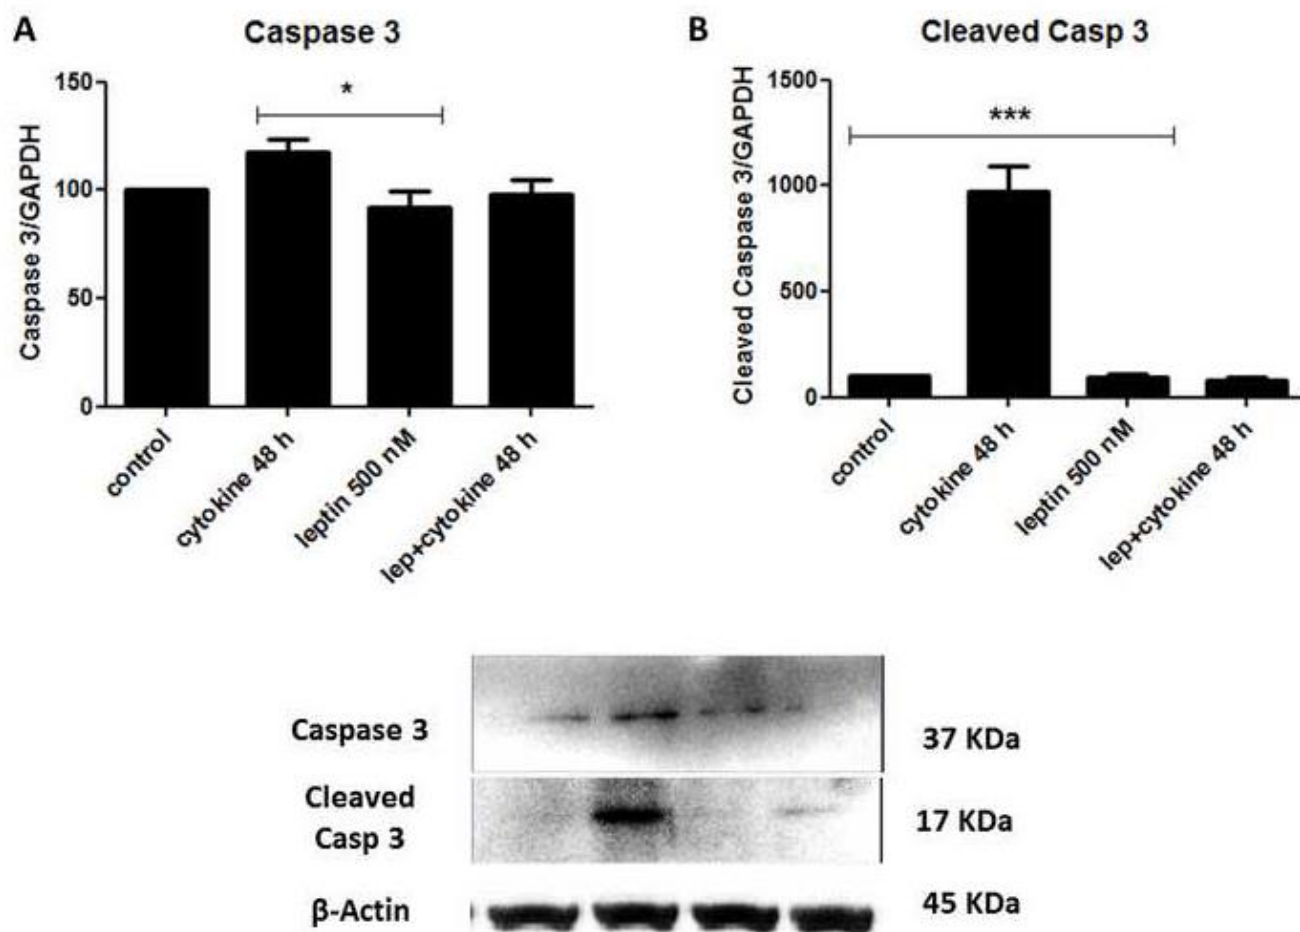 A
Caspase 3
Caspase 3/GAPDH
150
100
50
0
*
control
cytokine 48 h
leptin 500 nM
lep+cytokine 48 h
B
Cleaved Casp 3
Cleaved Caspase 3/GAPDH
1500
1000
500
0
***
control
cytokine 48 h
leptin 500 nM
lep+cytokine 48 h
Caspase 3
37 KDa
Cleaved
Casp 3
17 KDa
β-Actin
45 KDa